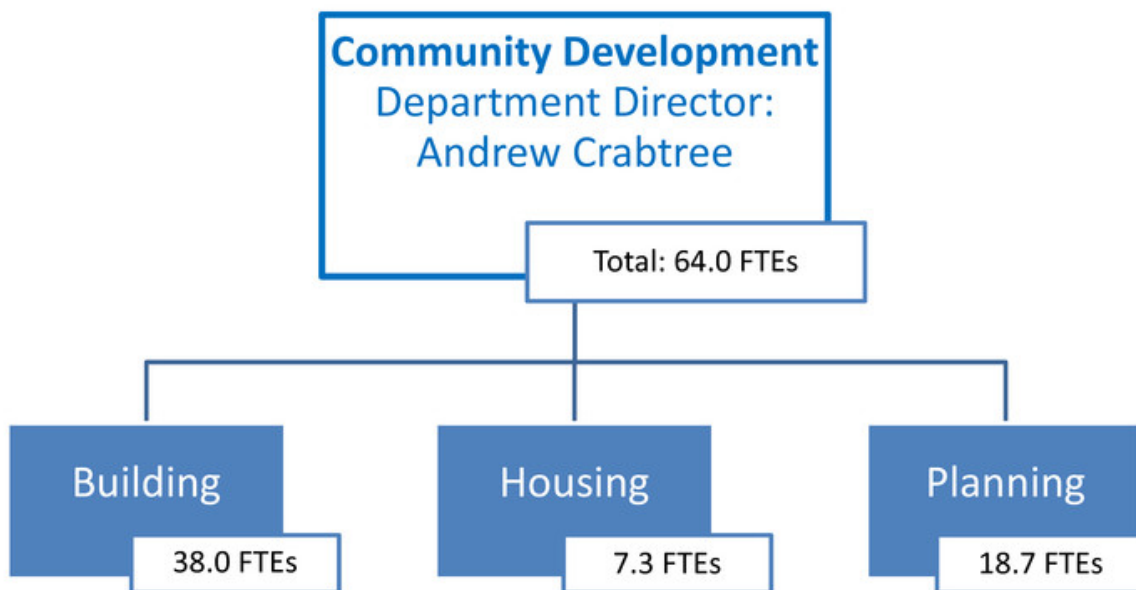 Community Development
Department Director:
Andrew Crabtree
Total: 64.0 FTEs
Building
Housing
Planning
38.0 FTEs
7.3 FTEs
18.7 FTEs